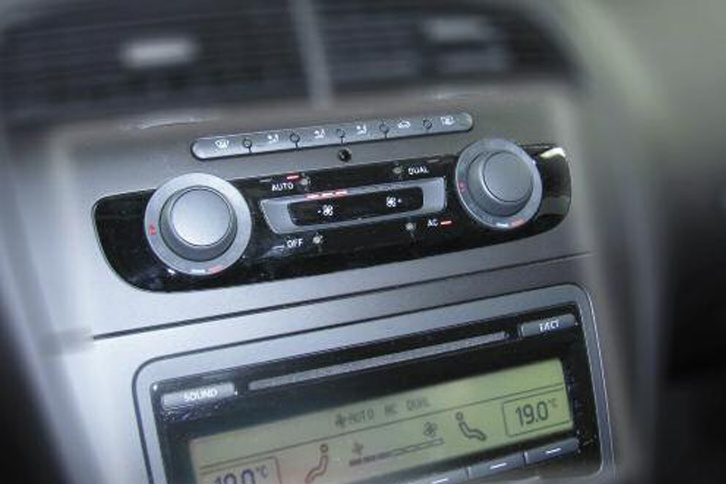 AUTO DUAL
OFF AC
SOUND EJECT
AUTO AC DUAL
19.0°C
19.0°C